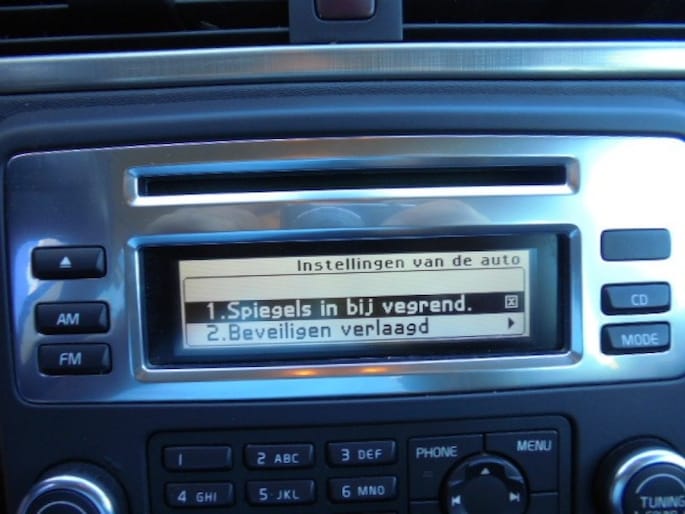 Instellingen van de auto
1.Spiegels in bij vegrend.
2.Beveiligen verlaagd
AM
CD
FM
MODE
1
2 ABC
3 DEF
PHONE
MENU
4 GHI
5 JKL
6 MNO
TUNING